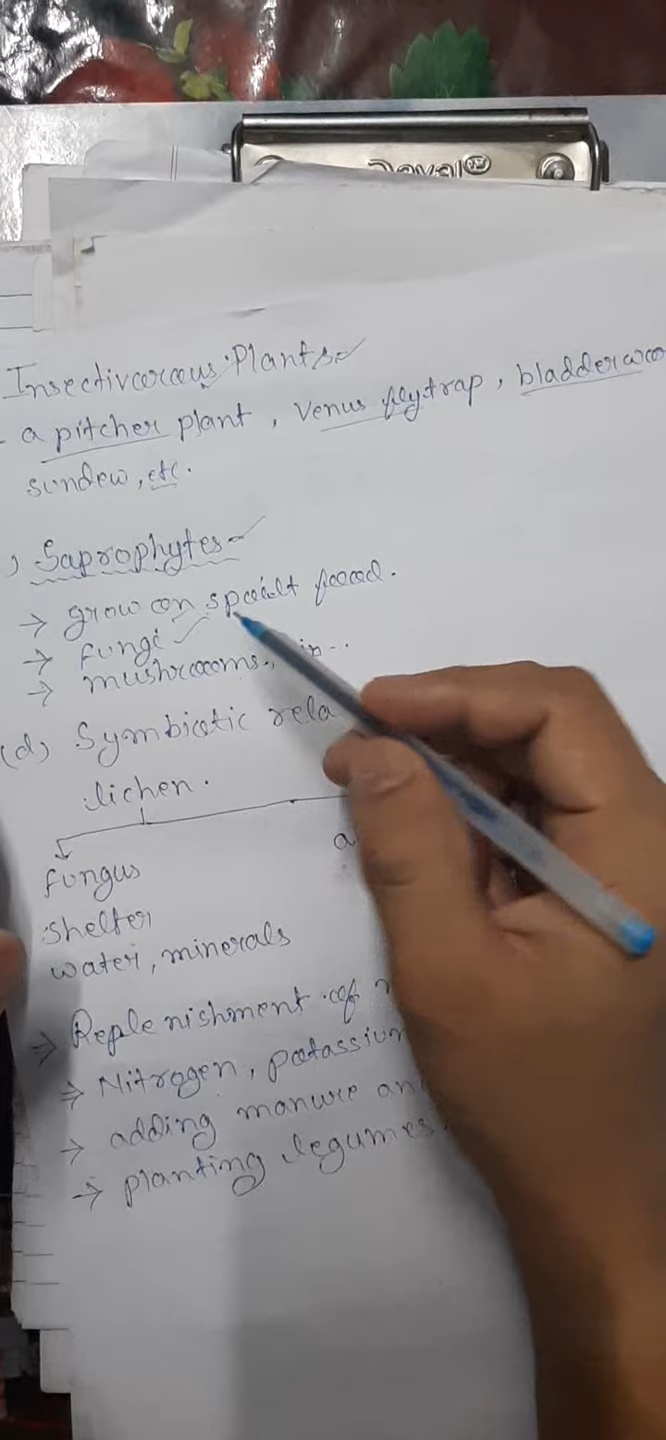 Insectivorous Plants
- a pitcher plant, Venus flytrap, bladderwo
sundew, etc.
) Saprophytes
→ grow on spoilt food.
→ fungi
→ mushrooms, in..
(d) Symbiotic rela
lichen.
a
fungus
shelter
water, minerals
⇒ Replenishment of n
⇒ Nitrogen, potassium
→ adding manure an
→ planting legumes.